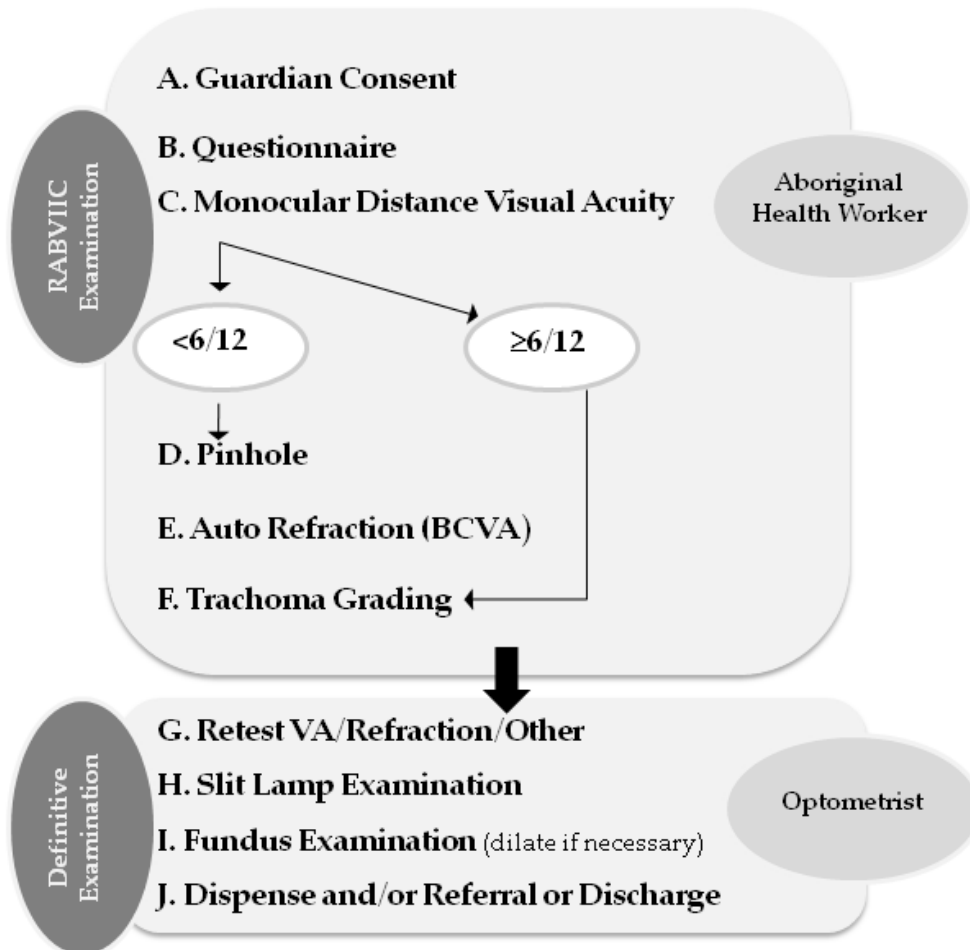 A. Guardian Consent
B. Questionnaire
C. Monocular Distance Visual Acuity
RABVIIC
Examination
Aboriginal
Health Worker
<6/12
≥6/12
D. Pinhole
E. Auto Refraction (BCVA)
F. Trachoma Grading
G. Retest VA/Refraction/Other
H. Slit Lamp Examination
I. Fundus Examination (dilate if necessary)
J. Dispense and/or Referral or Discharge
Definitive
Examination
Optometrist